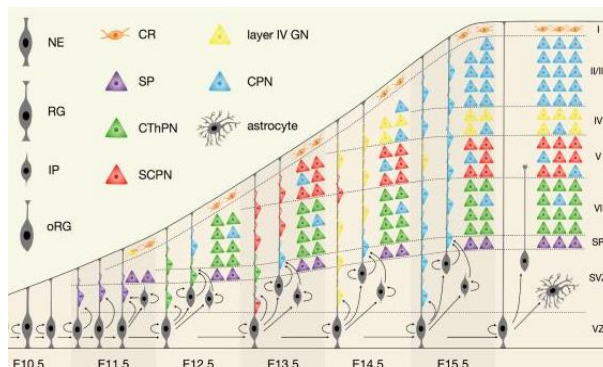 NE
RG
IP
oRG
CR
SP
CThPN
SCPN
layer IV GN
CPN
astrocyte
I
II/III
IV
V
VI
SP
SVZ
VZ
E10.5 E11.5 E12.5 E13.5 E14.5 E15.5